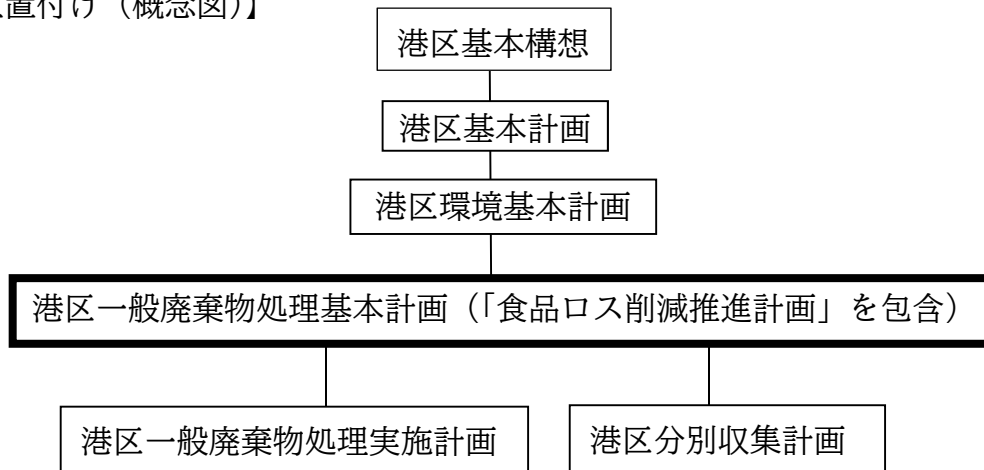 置付け（概念図）】
港区基本構想
港区基本計画
港区環境基本計画
港区一般廃棄物処理基本計画（「食品ロス削減推進計画」を包含）
港区一般廃棄物処理実施計画
港区分別収集計画